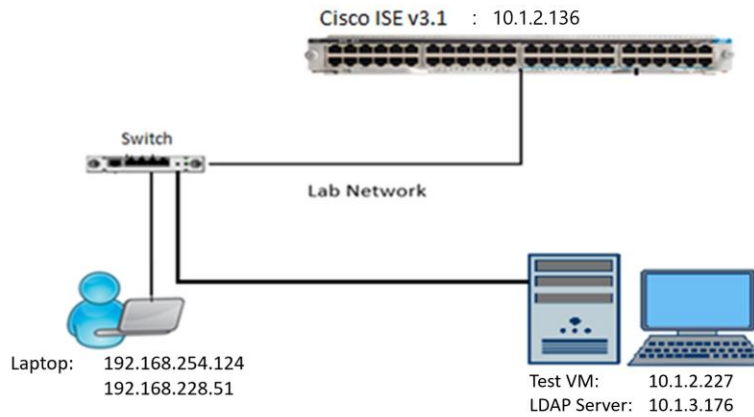 Cisco ISE v3.1 : 10.1.2.136
Switch
Lab Network
Laptop: 192.168.254.124
192.168.228.51
Test VM: 10.1.2.227
LDAP Server: 10.1.3.176